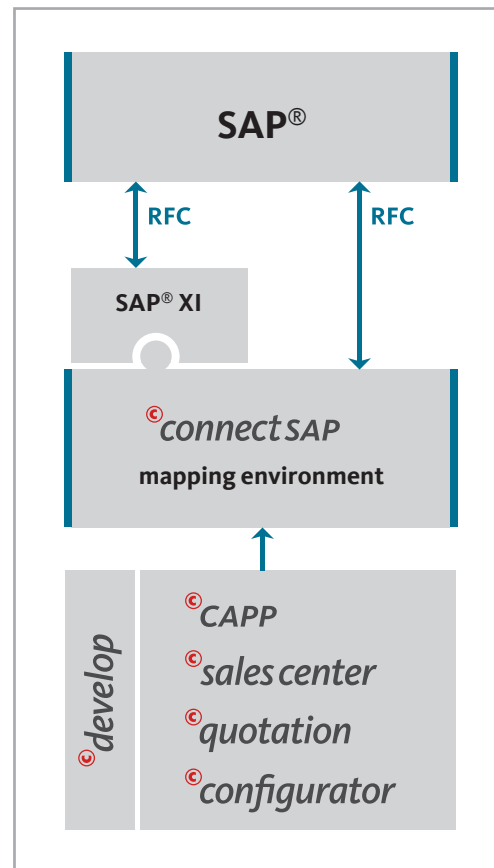 SAP®
RFC
RFC
SAP® XI
©connect SAP
mapping environment
©develop
©CAPP
©sales center
©quotation
©configurator